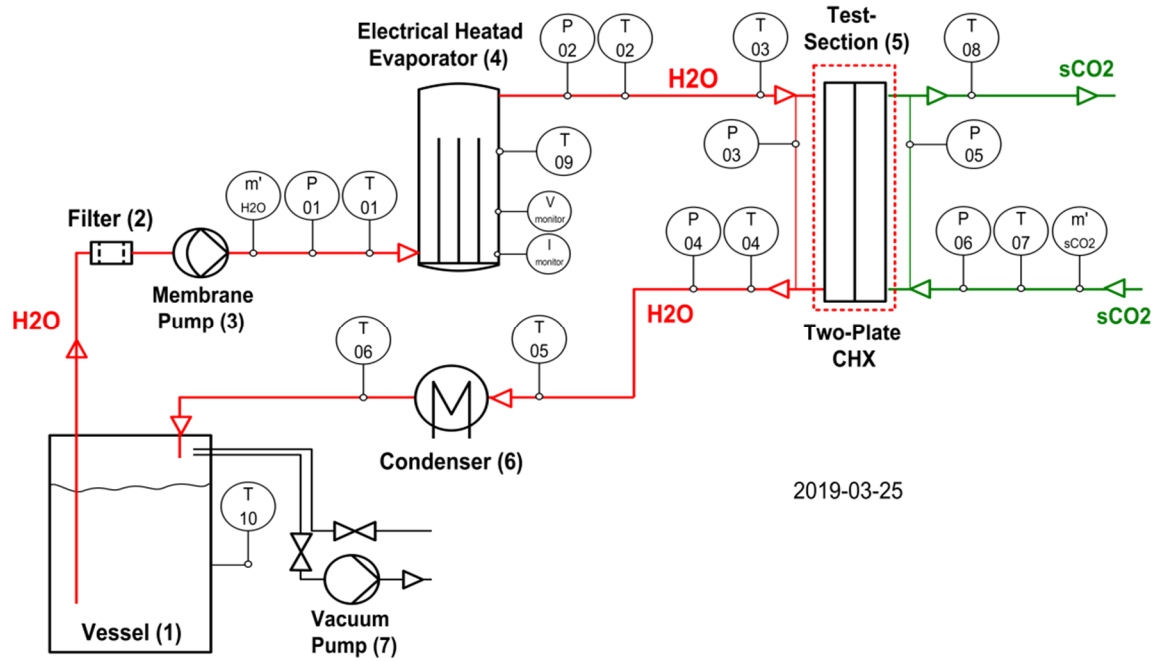 Electrical Heatad
Evaporator (4)
P
02
T
02
T
03
Test-
Section (5)
T
08
sCO2
H2O
P
03
P
05
T
09
V
monitor
I
monitor
m'
H2O
P
01
T
01
Filter (2)
Membrane
Pump (3)
H2O
P
04
T
04
P
06
T
07
m'
sCO2
H2O
sCO2
Two-Plate
CHX
T
06
T
05
Condenser (6)
2019-03-25
T
10
Vessel (1)
Vacuum
Pump (7)